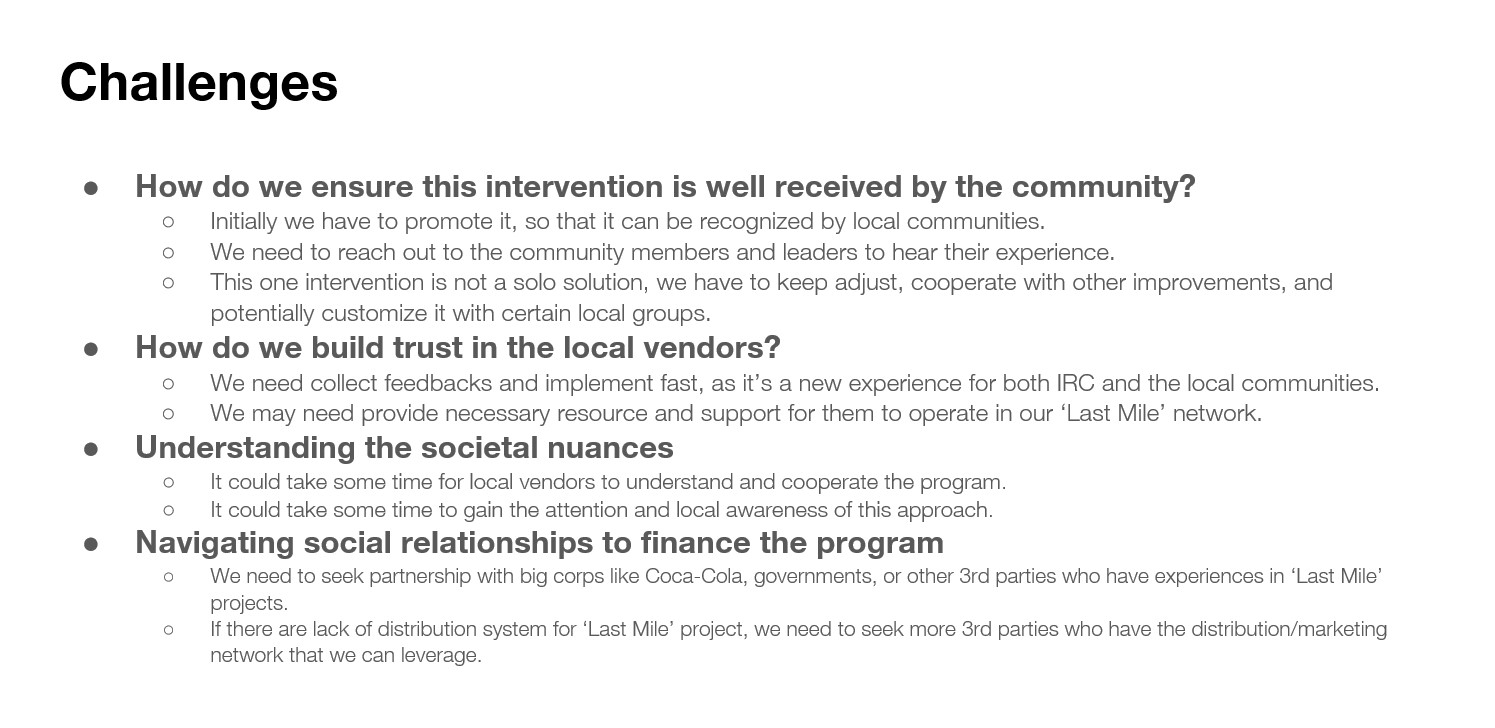 Challenges
● How do we ensure this intervention is well received by the community?
○ Initially we have to promote it, so that it can be recognized by local communities.
○ We need to reach out to the community members and leaders to hear their experience.
○ This one intervention is not a solo solution, we have to keep adjust, cooperate with other improvements, and
potentially customize it with certain local groups.
● How do we build trust in the local vendors?
○ We need collect feedbacks and implement fast, as it’s a new experience for both IRC and the local communities.
○ We may need provide necessary resource and support for them to operate in our ‘Last Mile’ network.
● Understanding the societal nuances
○ It could take some time for local vendors to understand and cooperate the program.
○ It could take some time to gain the attention and local awareness of this approach.
● Navigating social relationships to finance the program
○ We need to seek partnership with big corps like Coca-Cola, governments, or other 3rd parties who have experiences in ‘Last Mile’
projects.
○ If there are lack of distribution system for ‘Last Mile’ project, we need to seek more 3rd parties who have the distribution/marketing
network that we can leverage.